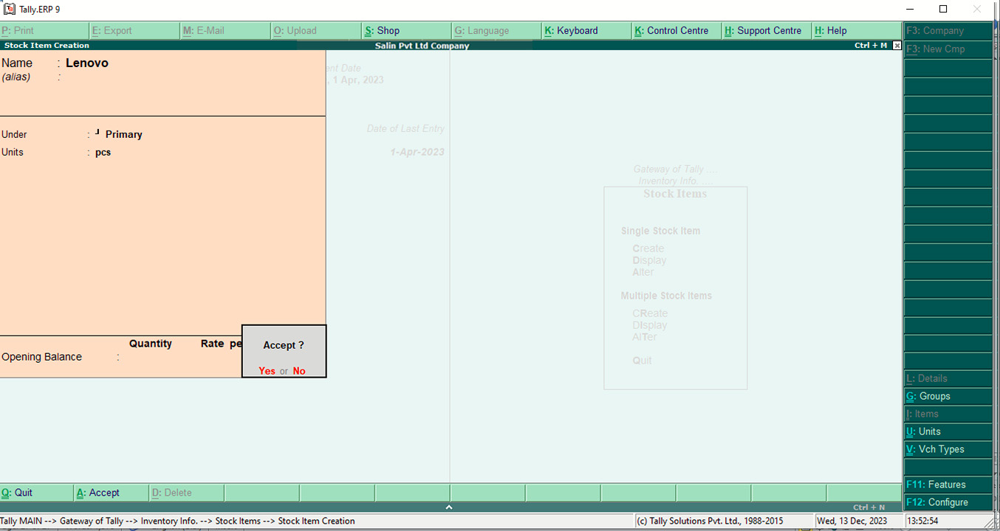 Tally.ERP 9
P: Print E: Export M: E-Mail O: Upload S: Shop G: Language K: Keyboard K: Control Centre H: Support Centre H: Help
F3: Company
Stock Item Creation Salin Pvt Ltd Company Ctrl + M
F3: New Cmp
Name : Lenovo
(alias) :
ent Date
, 1 Apr, 2023
Under : Primary
Units : pcs
Date of Last Entry
1-Apr-2023
Gateway of Tally ....
Inventory Info. ....
Stock Items
Single Stock Item
Create
Display
Alter
Multiple Stock Items
CReate
DIsplay
AlTer
Quit
Quantity Rate pe
Opening Balance :
Accept ?
Yes or No
L: Details
G: Groups
I: Items
U: Units
V: Vch Types
F11: Features
F12: Configure
Q: Quit A: Accept D: Delete
Ctrl + N
Tally MAIN --> Gateway of Tally --> Inventory Info. --> Stock Items --> Stock Item Creation (c) Tally Solutions Pvt. Ltd., 1988-2015 Wed, 13 Dec, 2023 13:52:54